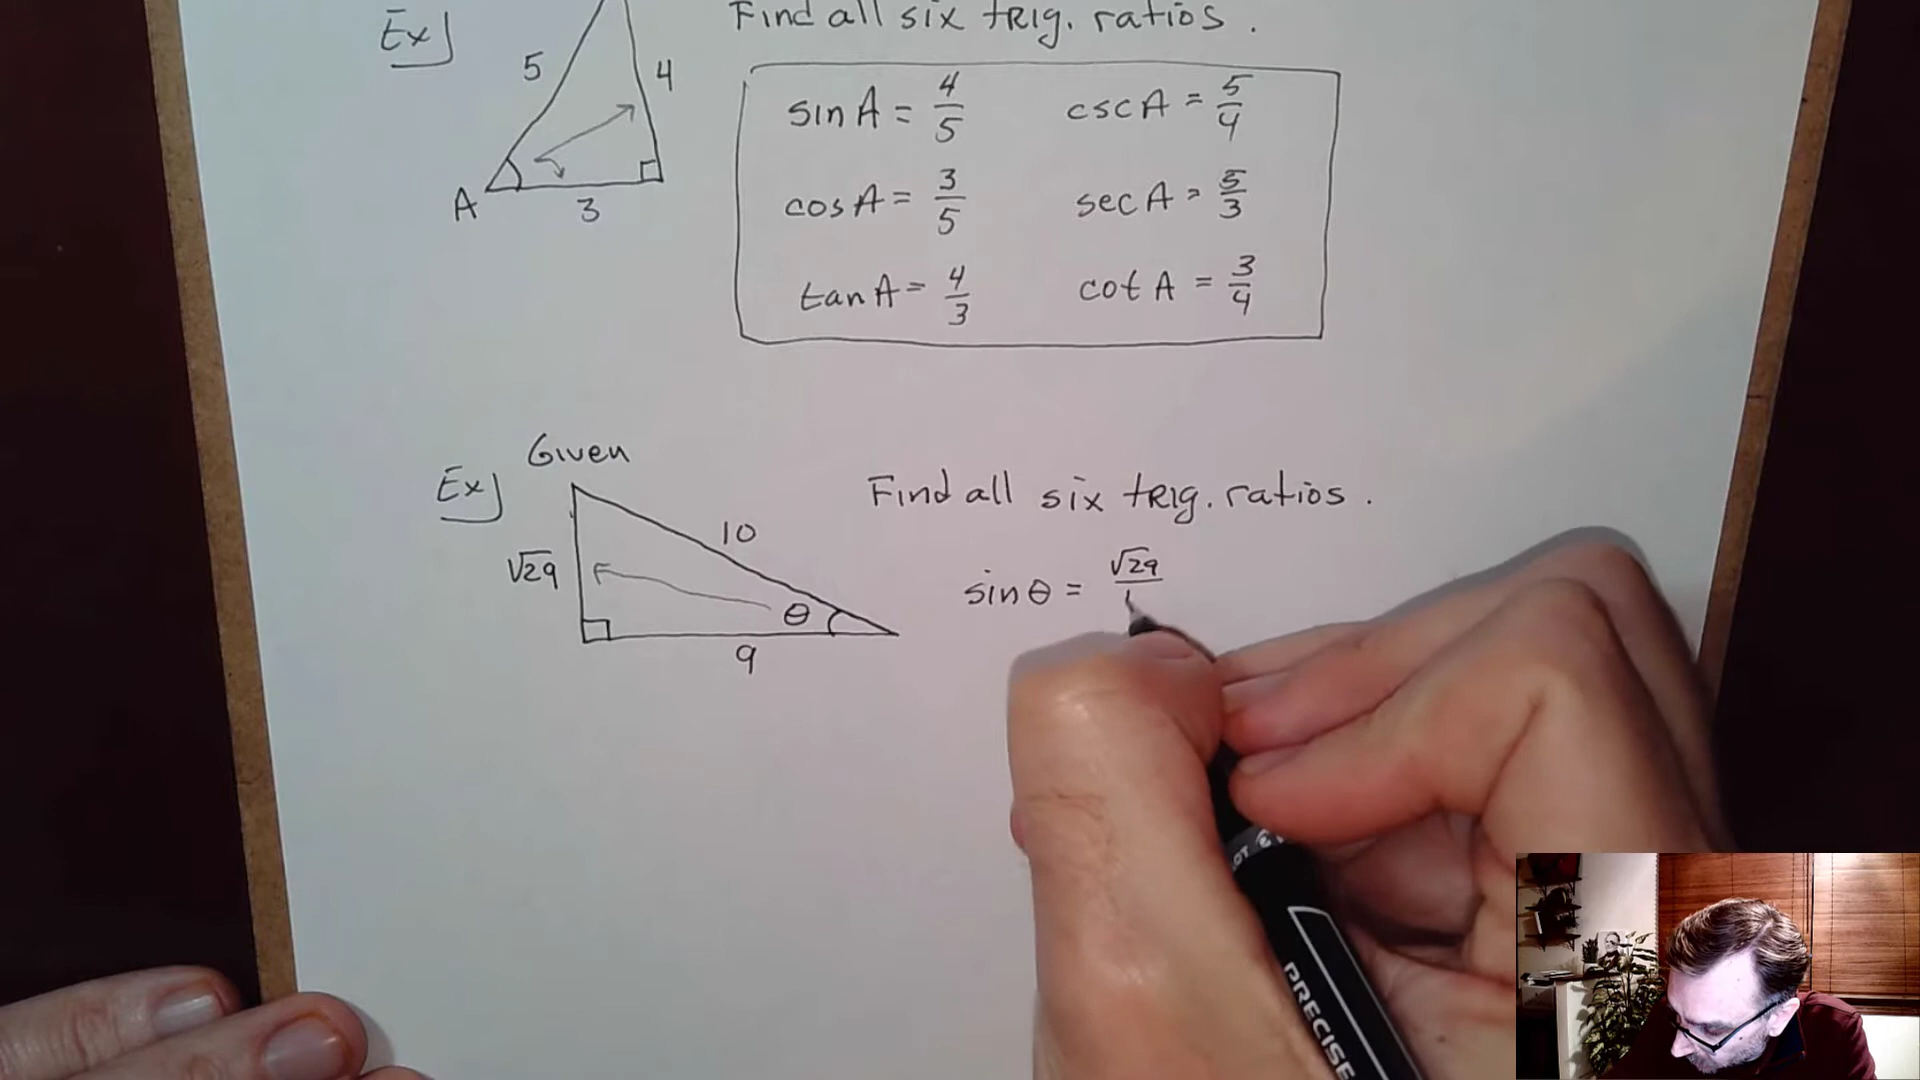 Ex]
Find all six trig. ratios.
5
4
A
3
sin A = 4/5
csc A = 5/4
cos A = 3/5
sec A = 5/3
tan A = 4/3
cot A = 3/4
Ex]
Given
√29
10
θ
9
Find all six trig. ratios.
sin θ = √29
PRECISE